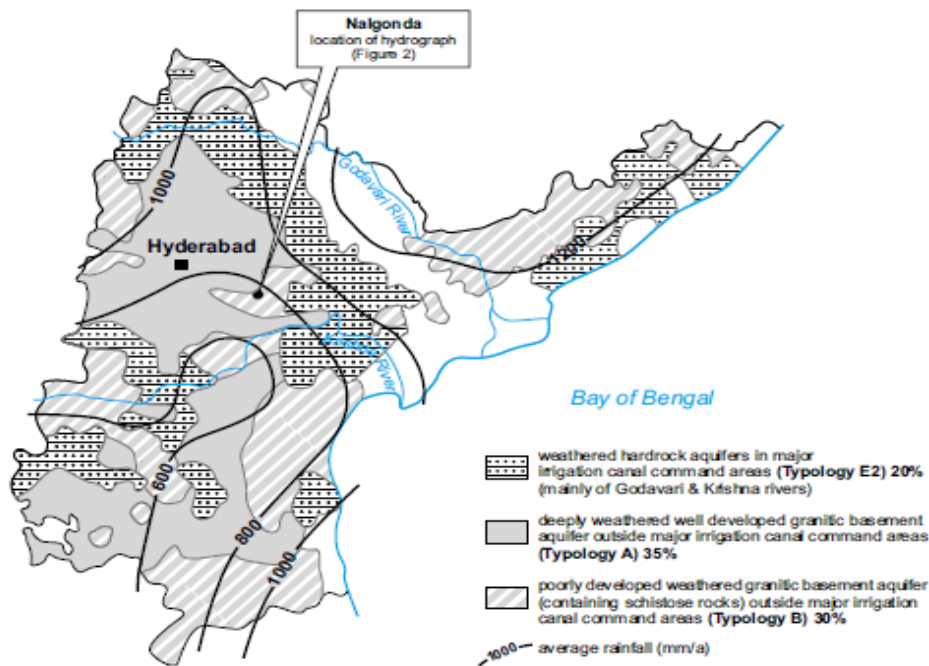 Nalgonda
location of hydrograph
(Figure 2)
Godavari River
1000
1200
Hyderabad
Krishna River
Bay of Bengal
600
800
1000
weathered hardrock aquifers in major
irrigation canal command areas (Typology E2) 20%
(mainly of Godavari & Krishna rivers)
deeply weathered well developed granitic basement
aquifer outside major irrigation canal command areas
(Typology A) 35%
poorly developed weathered granitic basement aquifer
(containing schistose rocks) outside major irrigation
canal command areas (Typology B) 30%
1000 average rainfall (mm/a)